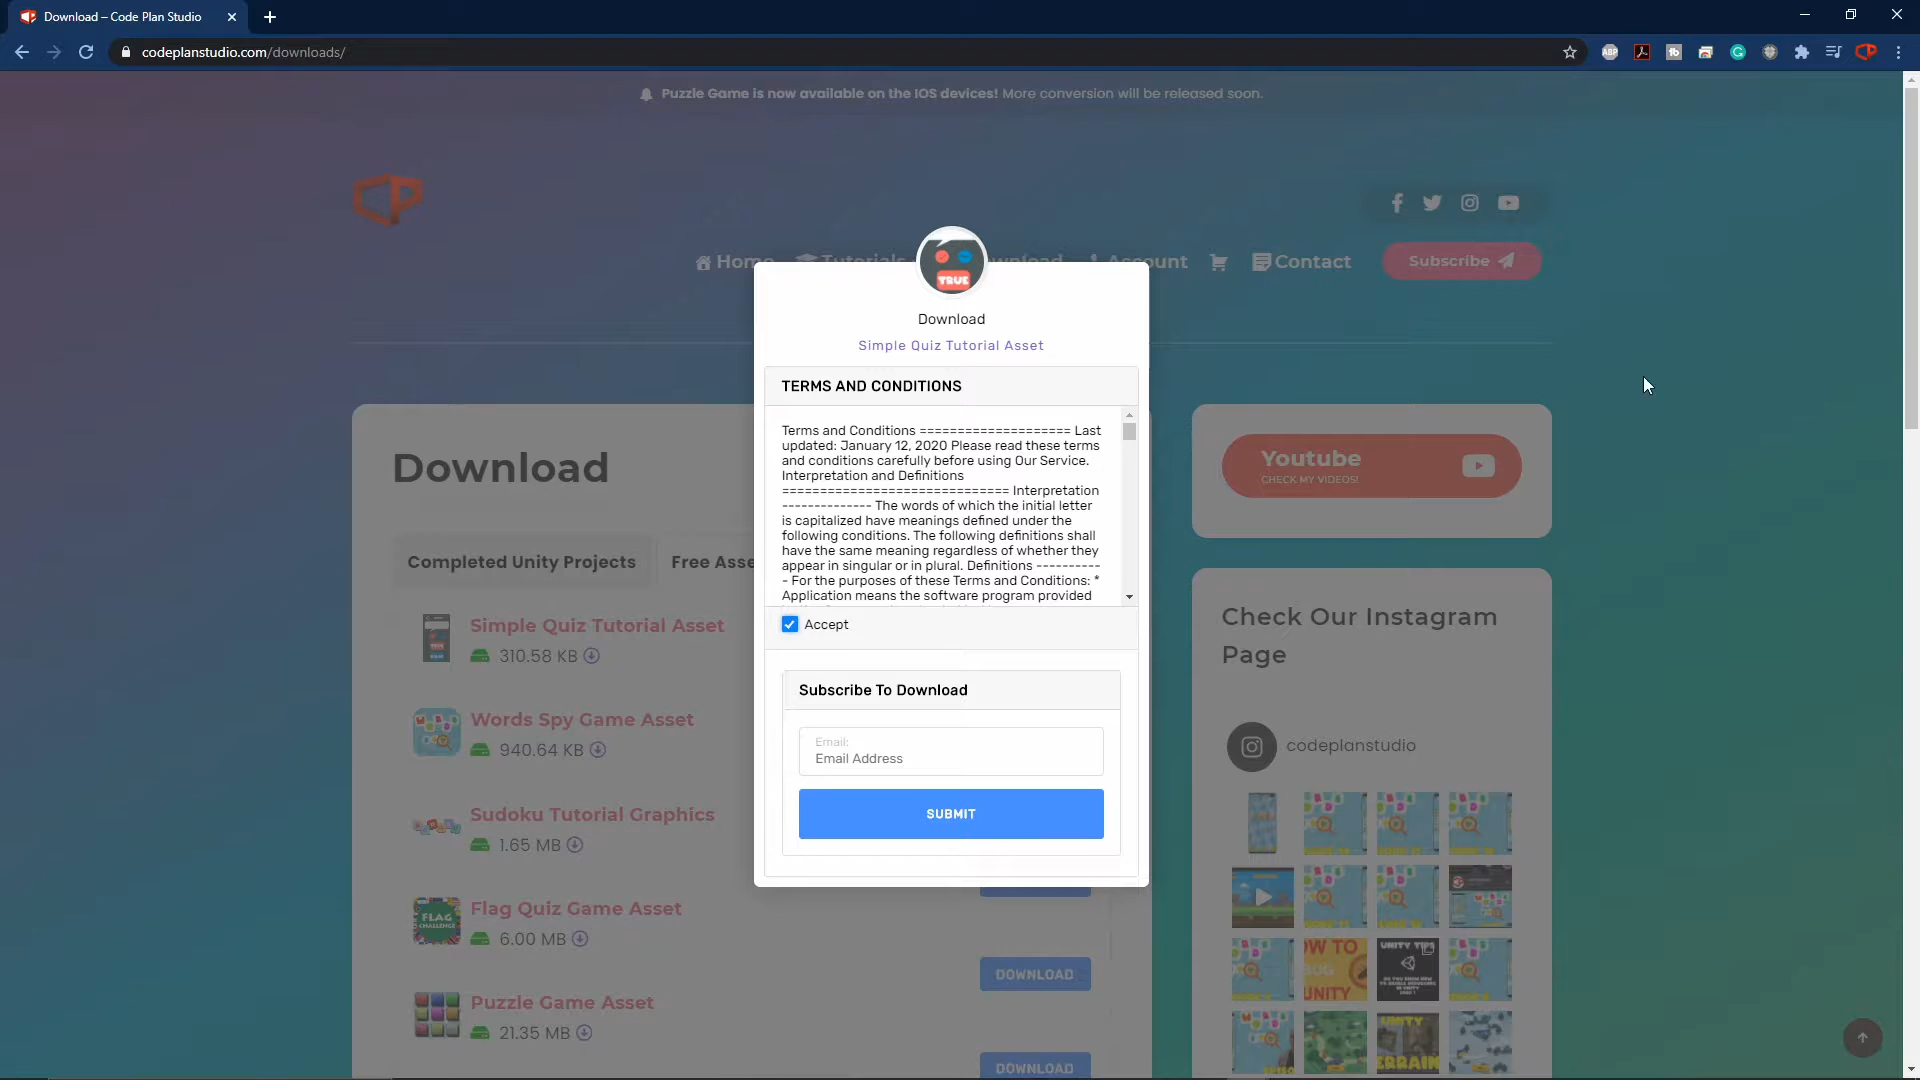 Download – Code Plan Studio
codeplanstudio.com/downloads/
Puzzle Game is now available on the IOS devices! More conversion will be released soon.
Home
Account
Contact
Subscribe
TRUE
Download
Simple Quiz Tutorial Asset
TERMS AND CONDITIONS
Terms and Conditions ==================== Last
updated: January 12, 2020 Please read these terms
and conditions carefully before using Our Service.
Interpretation and Definitions
============================== Interpretation
-------------- The words of which the initial letter
is capitalized have meanings defined under the
following conditions. The following definitions shall
have the same meaning regardless of whether they
appear in singular or in plural. Definitions ----------
- For the purposes of these Terms and Conditions: *
Application means the software program provided
Accept
Subscribe To Download
Email:
Email Address
SUBMIT
Download
Completed Unity Projects
Free Asse
Simple Quiz Tutorial Asset
310.58 KB
Words Spy Game Asset
940.64 KB
Sudoku Tutorial Graphics
1.65 MB
FLAG
CHALLENGE
Flag Quiz Game Asset
6.00 MB
DOWNLOAD
Puzzle Game Asset
21.35 MB
DOWNLOAD
Youtube
CHECK MY VIDEOS!
Check Our Instagram
Page
codeplanstudio
UNITY TIPS